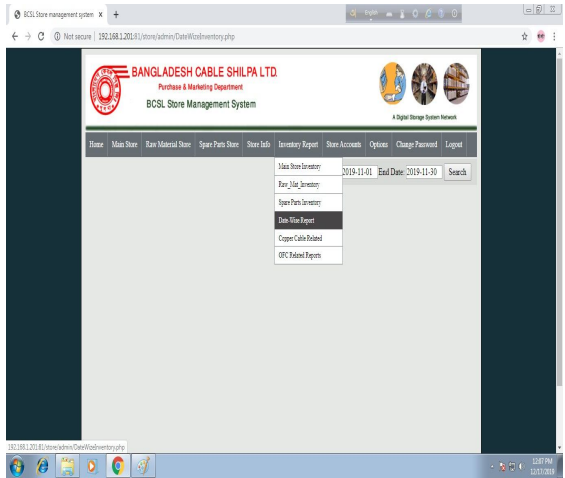 BCSL Store management system x +
English
Not secure | 192.168.1.201:81/store/admin/DateWizeInventory.php
BANGLADESH CABLE SHILPA LTD.
Purchase & Marketing Department
BCSL Store Management System
A Digital Storage System Network
Home Main Store Raw Material Store Spare Parts Store Store Info Inventory Report Store Accounts Options Change Password Logout
Main Store Inventory
2019-11-01 End Date: 2019-11-30 Search
Raw_Mat_Inventory
Spare Parts Inventory
Date-Wise Report
Copper Cable Related
OFC Related Reports
192.168.1.201:81/store/admin/DateWizeInventory.php
12:07 PM
12/17/2019